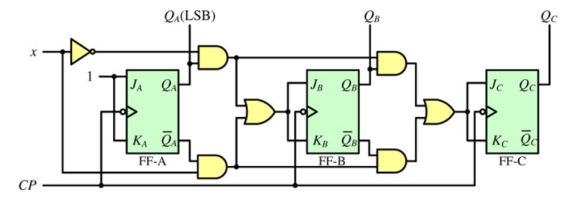 Q_A(LSB) Q_B Q_C
x
1 J_A Q_A J_B Q_B J_C Q_C
K_A Q̅_A K_B Q̅_B K_C Q̅_C
FF-A FF-B FF-C
CP